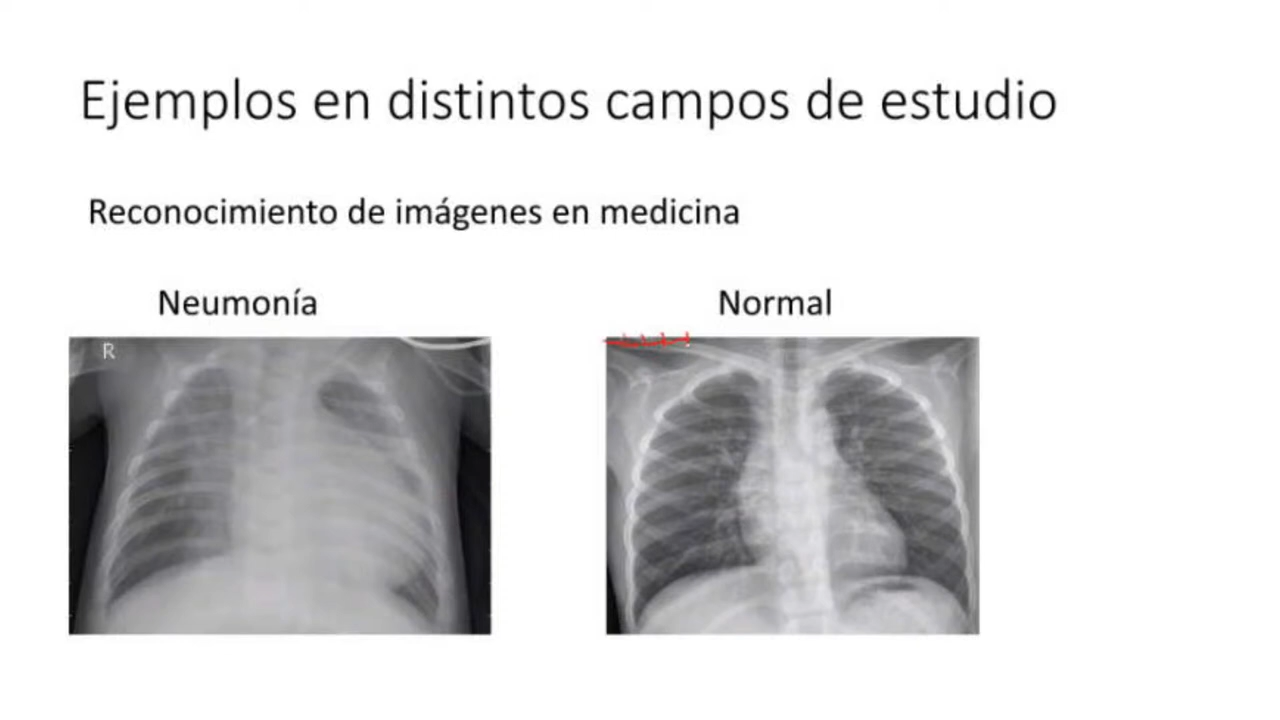 Ejemplos en distintos campos de estudio
Reconocimiento de imágenes en medicina
Neumonía
Normal
R